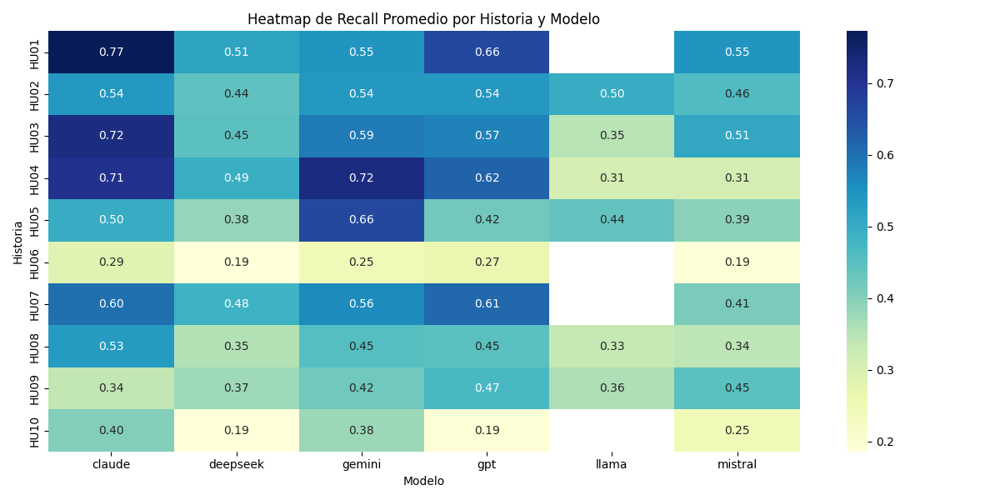 Heatmap de Recall Promedio por Historia y Modelo
Historia
HU01 0.77 0.51 0.55 0.66 0.55
HU02 0.54 0.44 0.54 0.54 0.50 0.46
HU03 0.72 0.45 0.59 0.57 0.35 0.51
HU04 0.71 0.49 0.72 0.62 0.31 0.31
HU05 0.50 0.38 0.66 0.42 0.44 0.39
HU06 0.29 0.19 0.25 0.27 0.19
HU07 0.60 0.48 0.56 0.61 0.41
HU08 0.53 0.35 0.45 0.45 0.33 0.34
HU09 0.34 0.37 0.42 0.47 0.36 0.45
HU10 0.40 0.19 0.38 0.19 0.25
claude deepseek gemini gpt llama mistral
Modelo
0.7
0.6
0.5
0.4
0.3
0.2